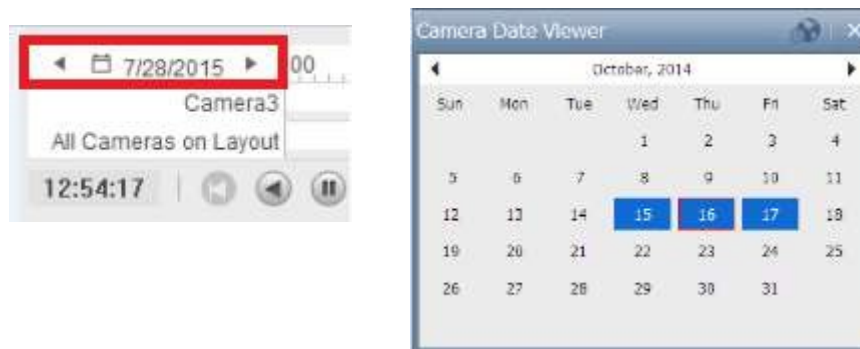 7/28/2015 00
Camera3
All Cameras on Layout
12:54:17
Camera Date Viewer
October, 2014
Sun Mon Tue Wed Thu Fri Sat
1 2 3 4
5 6 7 8 9 10 11
12 13 14 15 16 17 18
19 20 21 22 23 24 25
26 27 28 29 30 31